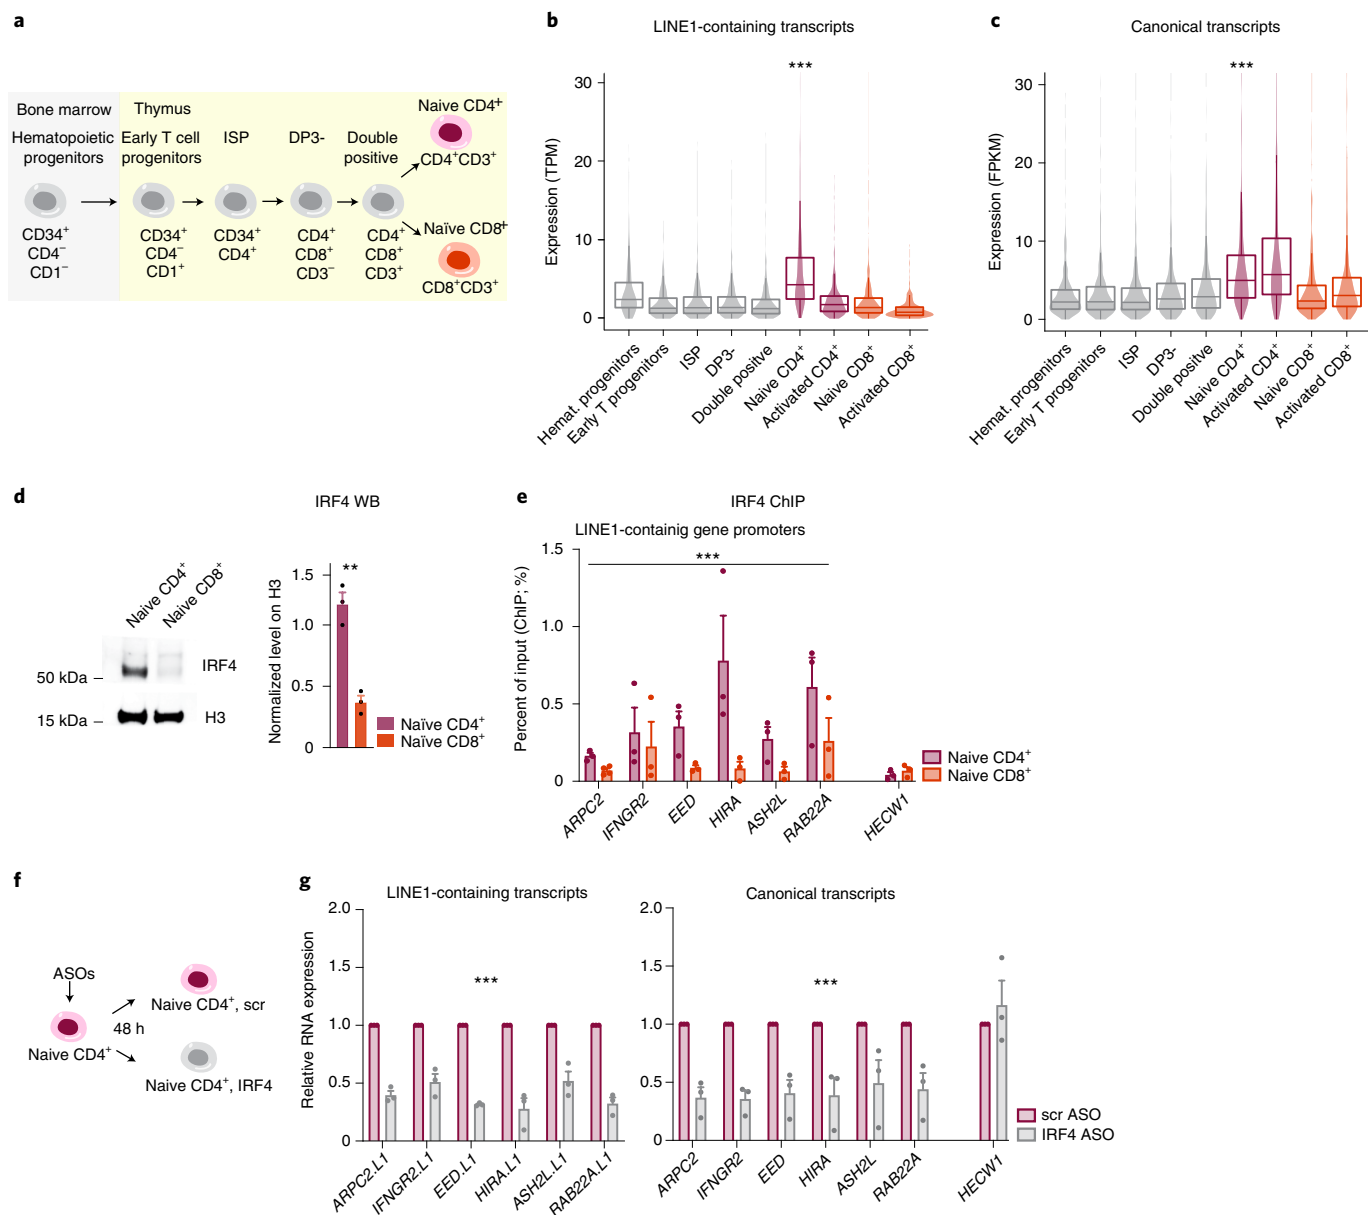 a
Bone marrow
Thymus
Hematopoietic
progenitors
Early T cell
progenitors
ISP
DP3-
Double
positive
Naive CD4+
CD4+CD3+
Naïve CD8+
CD8+CD3+
CD34+
CD4−
CD1−
CD34+
CD4−
CD1+
CD34+
CD4+
CD4+
CD8+
CD3−
CD4+
CD8+
CD3+
b
LINE1-containing transcripts
***
Expression (TPM)
30
20
10
0
Hemat. progenitors
Early T progenitors
ISP
DP3-
Double positve
Naive CD4+
Activated CD4+
Naive CD8+
Activated CD8+
c
Canonical transcripts
***
Expression (FPKM)
30
20
10
0
Hemat. progenitors
Early T progenitors
ISP
DP3-
Double positve
Naive CD4+
Activated CD4+
Naive CD8+
Activated CD8+
d
IRF4 WB
Naive CD4+
Naive CD8+
50 kDa
IRF4
15 kDa
H3
Normalized level on H3
1.5
1.0
0.5
0
**
Naïve CD4+
Naïve CD8+
e
IRF4 ChIP
LINE1-containig gene promoters
***
Percent of input (ChIP; %)
1.5
1.0
0.5
0
ARPC2
IFNGR2
EED
HIRA
ASH2L
RAB22A
HECW1
Naive CD4+
Naive CD8+
f
ASOs
Naive CD4+
48 h
Naive CD4+, scr
Naive CD4+, IRF4
g
LINE1-containing transcripts
Relative RNA expression
2.0
1.5
1.0
0.5
0
***
ARPC2.L1
IFNGR2.L1
EED.L1
HIRA.L1
ASH2L.L1
RAB22A.L1
Canonical transcripts
2.0
1.5
1.0
0.5
0
***
ARPC2
IFNGR2
EED
HIRA
ASH2L
RAB22A
HECW1
scr ASO
IRF4 ASO